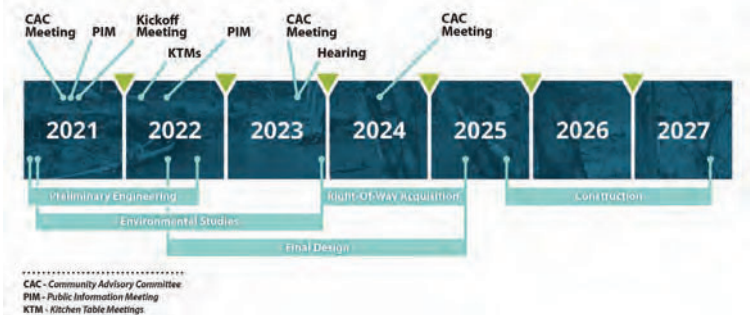 CAC
Meeting
PIM
Kickoff
Meeting
KTMs
PIM
CAC
Meeting
Hearing
CAC
Meeting
2021
2022
2023
2024
2025
2026
2027
Preliminary Engineering
Right-Of-Way Acquisition
Construction
Environmental Studies
Final Design
CAC - Community Advisory Committee
PIM - Public Information Meeting
KTM - Kitchen Table Meetings